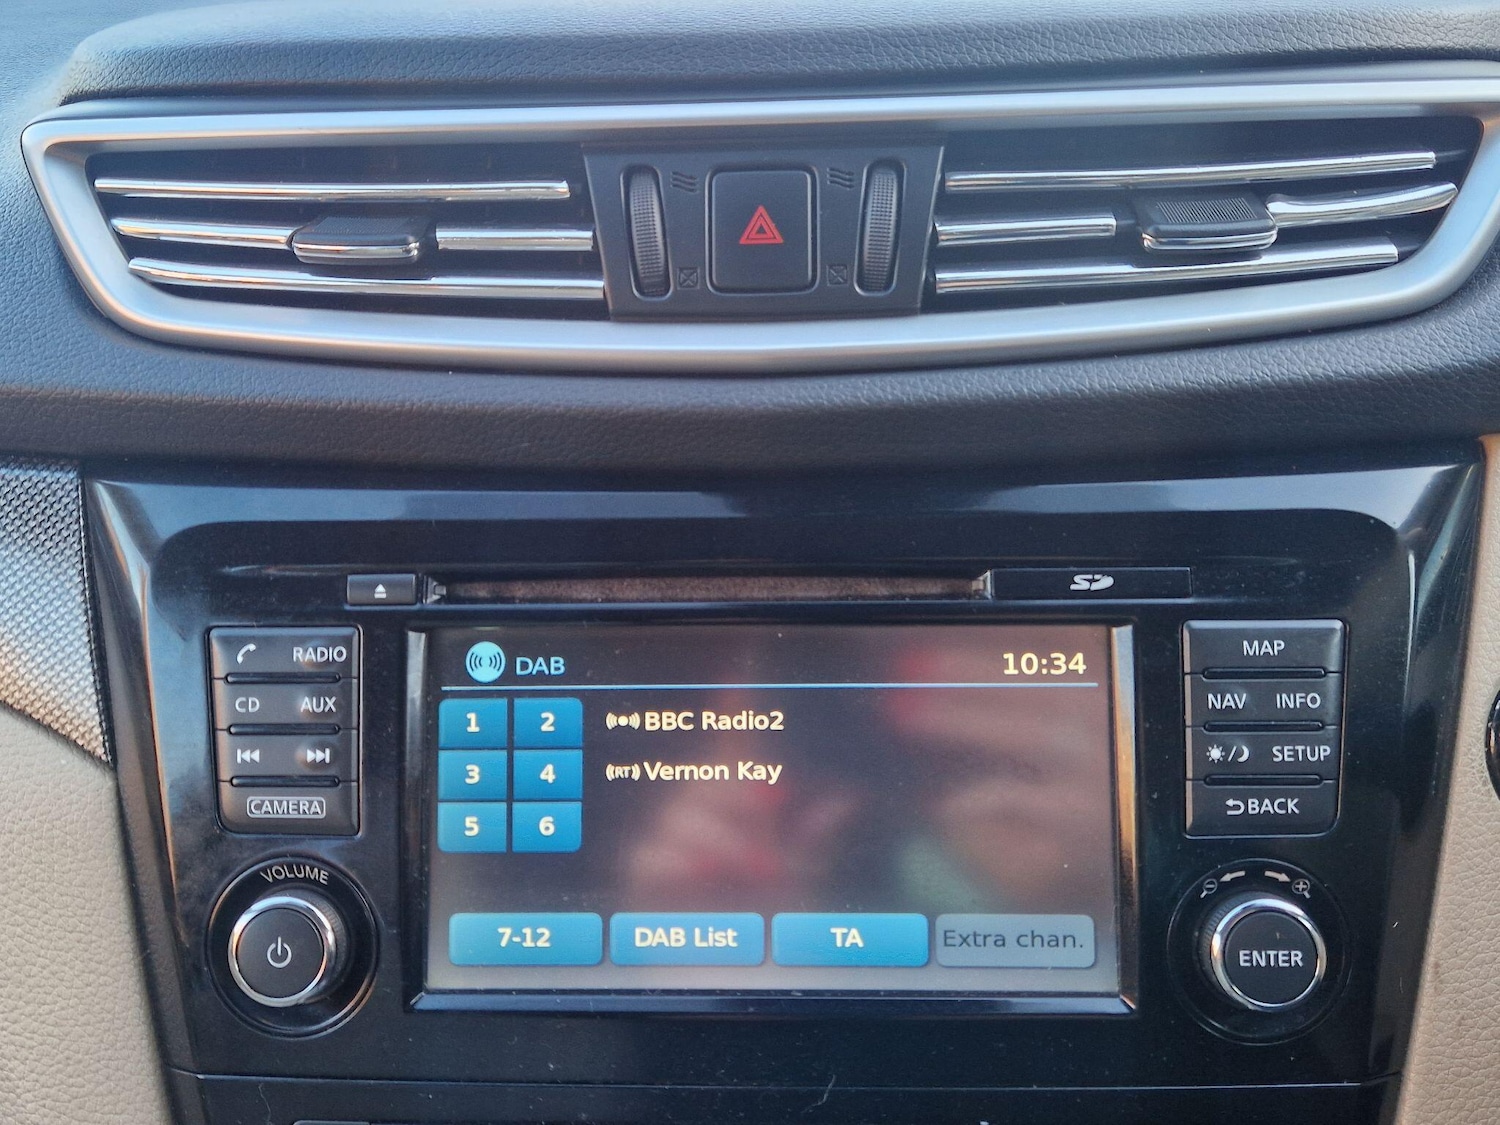 SD
RADIO
CD AUX
CAMERA
VOLUME
DAB 10:34
1 2 BBC Radio2
3 4 RT Vernon Kay
5 6
7-12 DAB List TA Extra chan.
MAP
NAV INFO
SETUP
BACK
ENTER